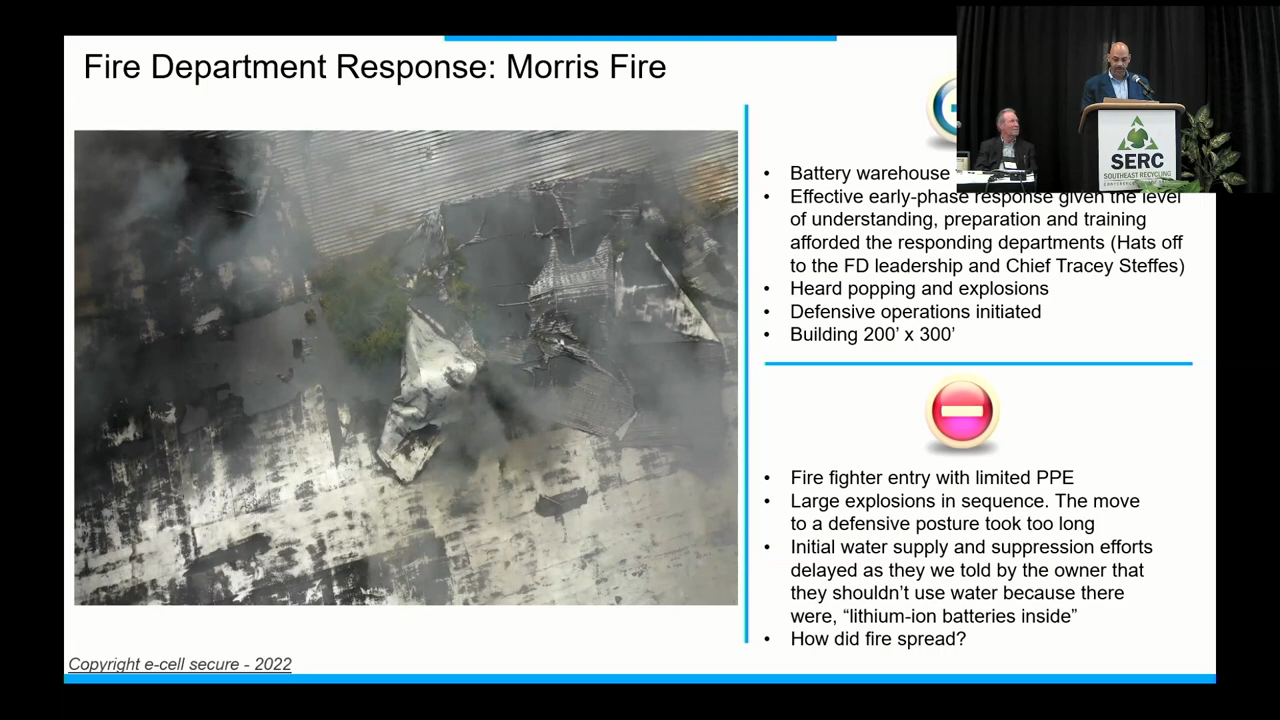 Fire Department Response: Morris Fire
• Battery warehouse
• Effective early-phase response given the level
of understanding, preparation and training
afforded the responding departments (Hats off
to the FD leadership and Chief Tracey Steffes)
• Heard popping and explosions
• Defensive operations initiated
• Building 200’ x 300’
• Fire fighter entry with limited PPE
• Large explosions in sequence. The move
to a defensive posture took too long
• Initial water supply and suppression efforts
delayed as they we told by the owner that
they shouldn’t use water because there
were, “lithium-ion batteries inside”
• How did fire spread?
Copyright e-cell secure - 2022
SERC
SOUTHEAST RECYCLING